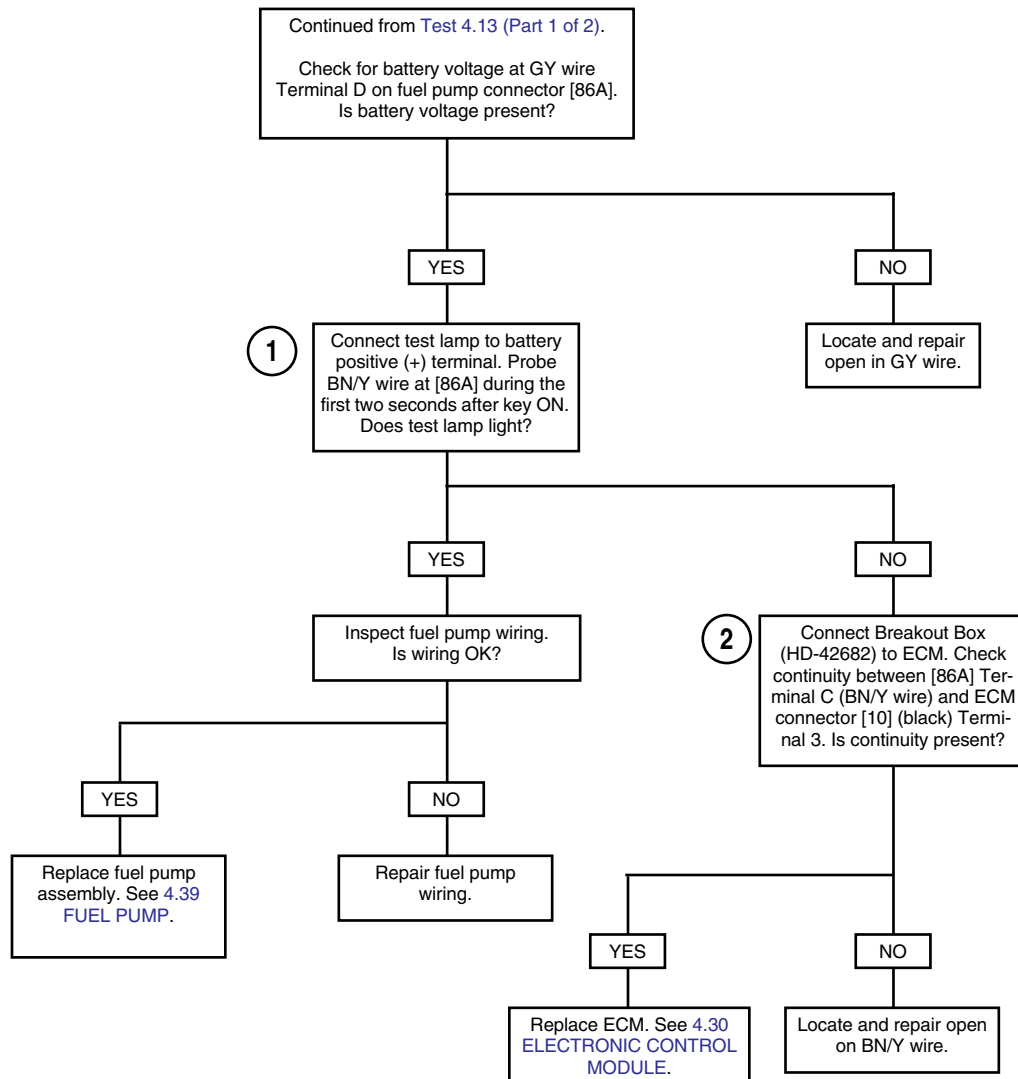 Continued from Test 4.13 (Part 1 of 2).
Check for battery voltage at GY wire
Terminal D on fuel pump connector [86A].
Is battery voltage present?
YES
NO
1
Connect test lamp to battery
positive (+) terminal. Probe
BN/Y wire at [86A] during the
first two seconds after key ON.
Does test lamp light?
Locate and repair
open in GY wire.
YES
NO
Inspect fuel pump wiring.
Is wiring OK?
2
Connect Breakout Box
(HD-42682) to ECM. Check
continuity between [86A] Ter-
minal C (BN/Y wire) and ECM
connector [10] (black) Termi-
nal 3. Is continuity present?
YES
NO
Replace fuel pump
assembly. See 4.39
FUEL PUMP.
Repair fuel pump
wiring.
YES
NO
Replace ECM. See 4.30
ELECTRONIC CONTROL
MODULE.
Locate and repair open
on BN/Y wire.